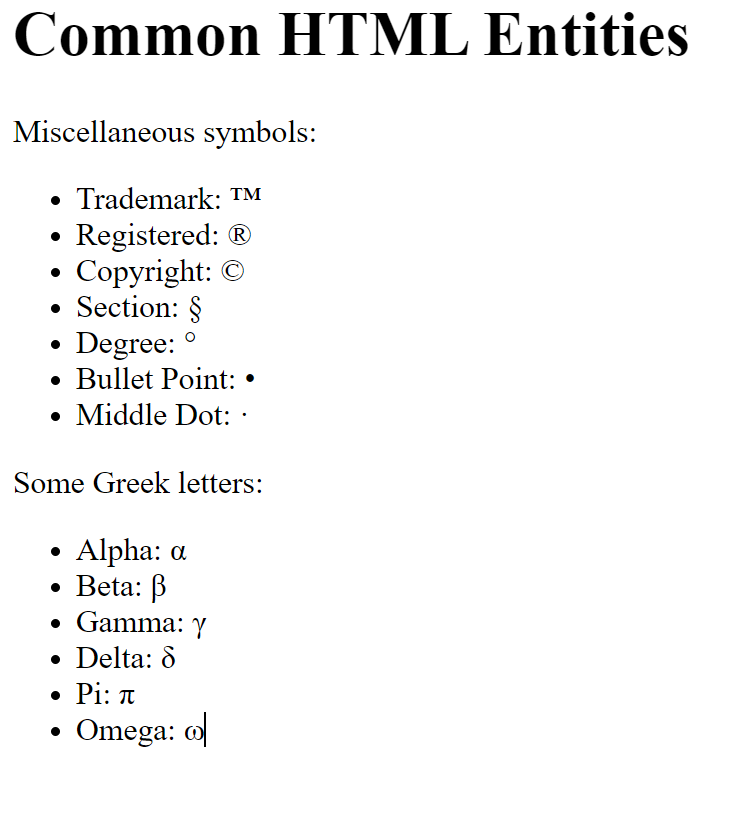 Common HTML Entities
Miscellaneous symbols:
• Trademark: ™
• Registered: ®
• Copyright: ©
• Section: §
• Degree: °
• Bullet Point: •
• Middle Dot: ·
Some Greek letters:
• Alpha: α
• Beta: β
• Gamma: γ
• Delta: δ
• Pi: π
• Omega: ω